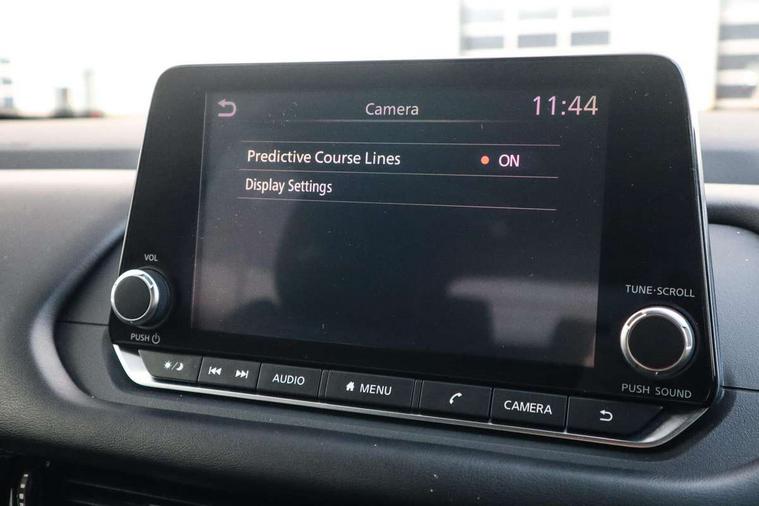 Camera 11:44
Predictive Course Lines ON
Display Settings
VOL
PUSH
TUNE·SCROLL
PUSH SOUND
AUDIO MENU CAMERA